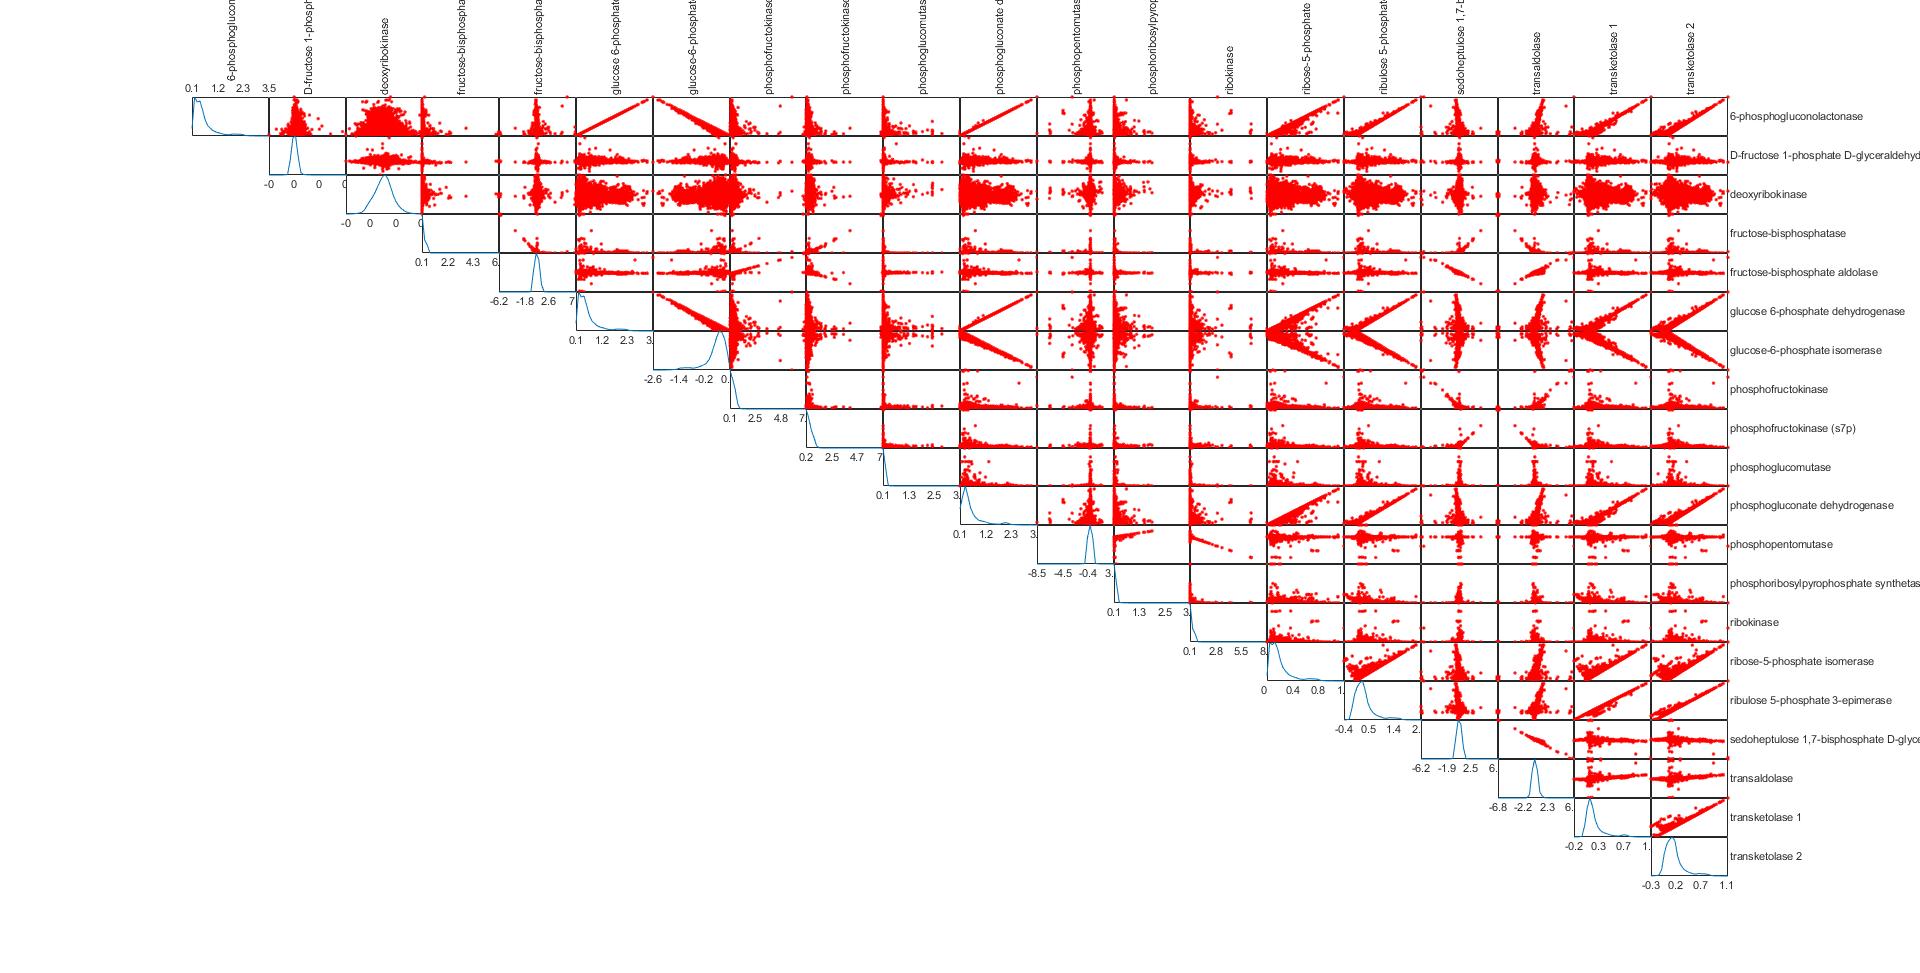 6-phosphoglucon
D-fructose 1-phosph
deoxyribokinase
fructose-bisphospha
fructose-bisphospha
glucose 6-phosphate
glucose-6-phosphat
phosphofructokinase
phosphofructokinase
phosphoglucomutas
phosphogluconate d
phosphopentomutas
phosphoribosylpyrop
ribokinase
ribose-5-phosphate
ribulose 5-phosphat
sedoheptulose 1,7-b
transaldolase
transketolase 1
transketolase 2
0.1 1.2 2.3 3.5
6-phosphogluconolactonase
D-fructose 1-phosphate D-glyceraldehyd
-0 0 0 0
deoxyribokinase
-0 0 0 0
fructose-bisphosphatase
0.1 2.2 4.3 6.
fructose-bisphosphate aldolase
-6.2 -1.8 2.6 7
glucose 6-phosphate dehydrogenase
0.1 1.2 2.3 3.
glucose-6-phosphate isomerase
-2.6 -1.4 -0.2 0.
phosphofructokinase
0.1 2.5 4.8 7.
phosphofructokinase (s7p)
0.2 2.5 4.7 7
phosphoglucomutase
0.1 1.3 2.5 3.
phosphogluconate dehydrogenase
0.1 1.2 2.3 3.
phosphopentomutase
-8.5 -4.5 -0.4 3.
phosphoribosylpyrophosphate synthetas
0.1 1.3 2.5 3.
ribokinase
0.1 2.8 5.5 8.
ribose-5-phosphate isomerase
0 0.4 0.8 1.
ribulose 5-phosphate 3-epimerase
-0.4 0.5 1.4 2.
sedoheptulose 1,7-bisphosphate D-glyce
-6.2 -1.9 2.5 6.
transaldolase
-6.8 -2.2 2.3 6.
transketolase 1
-0.2 0.3 0.7 1.
transketolase 2
-0.3 0.2 0.7 1.1